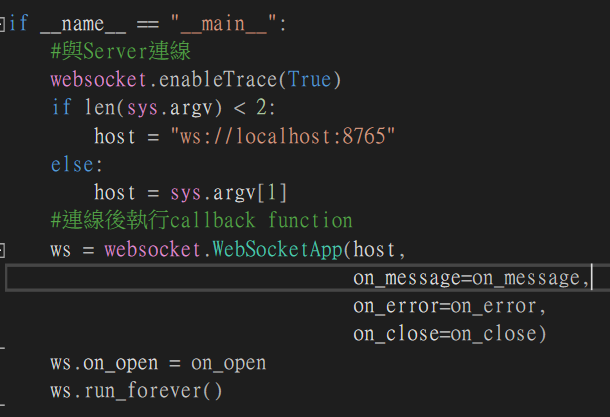 if __name__ == "__main__":
    #與Server連線
    websocket.enableTrace(True)
    if len(sys.argv) < 2:
        host = "ws://localhost:8765"
    else:
        host = sys.argv[1]
    #連線後執行callback function
    ws = websocket.WebSocketApp(host,
                                on_message=on_message,
                                on_error=on_error,
                                on_close=on_close)
    ws.on_open = on_open
    ws.run_forever()